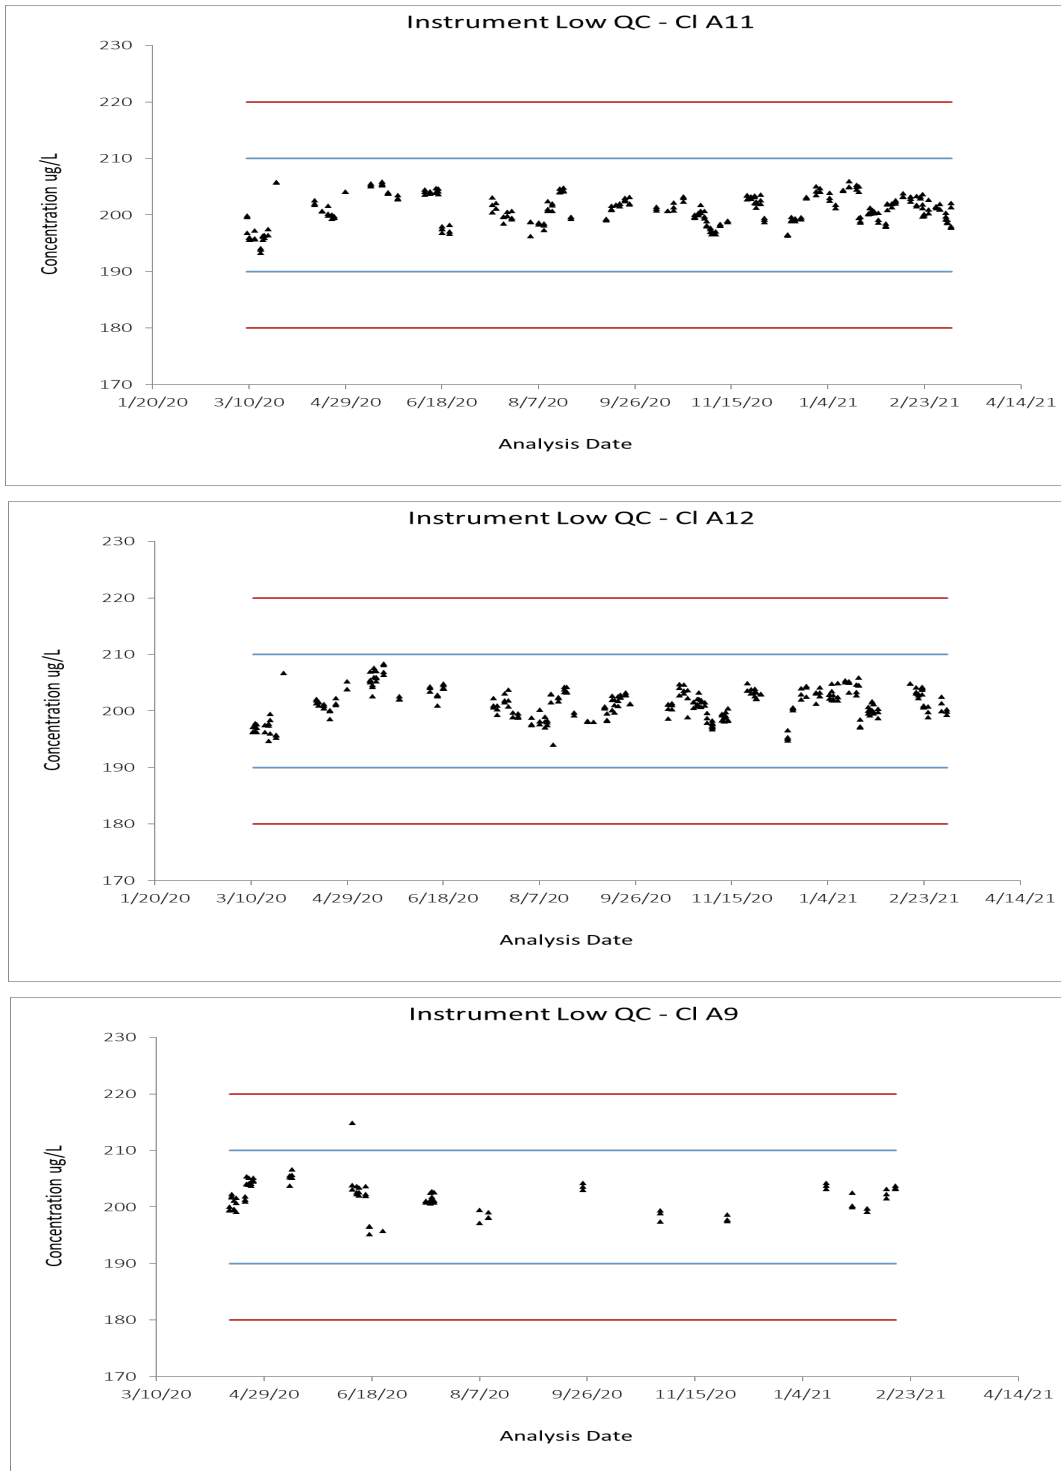 Instrument Low QC - Cl A11
230
220
210
200
190
180
170
Concentration ug/L
1/20/20 3/10/20 4/29/20 6/18/20 8/7/20 9/26/20 11/15/20 1/4/21 2/23/21 4/14/21
Analysis Date
Instrument Low QC - Cl A12
230
220
210
200
190
180
170
Concentration ug/L
1/20/20 3/10/20 4/29/20 6/18/20 8/7/20 9/26/20 11/15/20 1/4/21 2/23/21 4/14/21
Analysis Date
Instrument Low QC - Cl A9
230
220
210
200
190
180
170
Concentration ug/L
3/10/20 4/29/20 6/18/20 8/7/20 9/26/20 11/15/20 1/4/21 2/23/21 4/14/21
Analysis Date